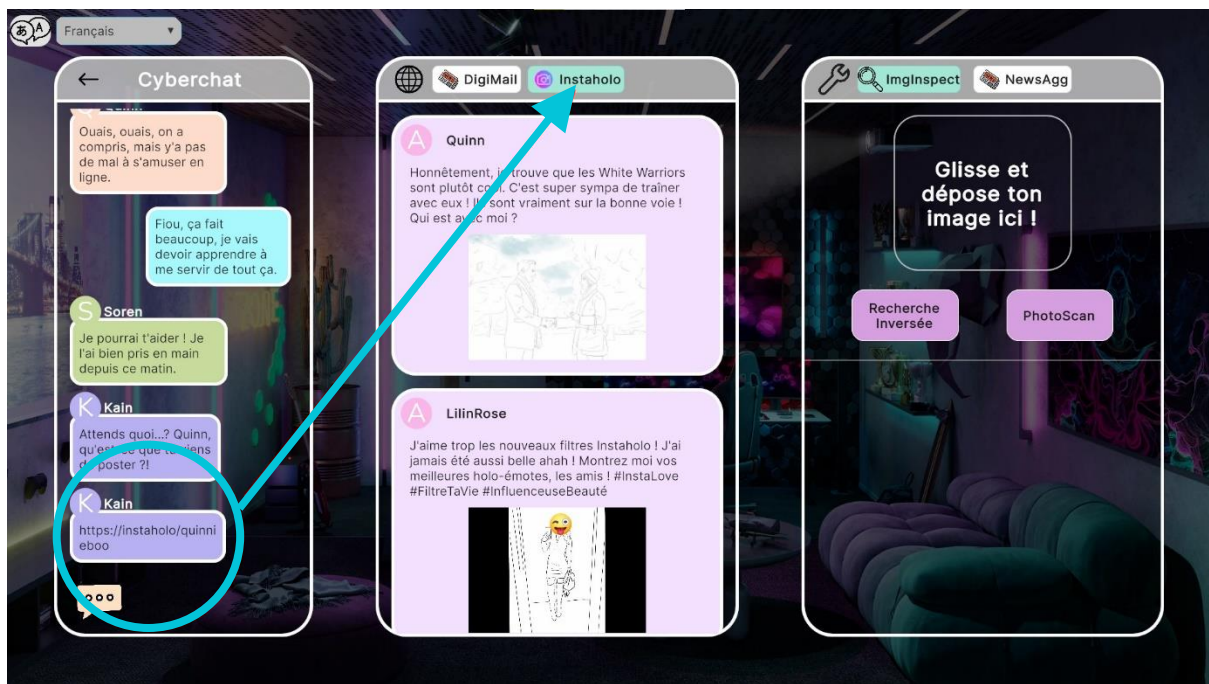 あ A
Français
Cyberchat
Quinn
Ouais, ouais, on a
compris, mais y'a pas
de mal à s'amuser en
ligne.
Fiou, ça fait
beaucoup, je vais
devoir apprendre à
me servir de tout ça.
S Soren
Je pourrai t'aider ! Je
l'ai bien pris en main
depuis ce matin.
K Kain
Attends quoi...? Quinn,
qu'est-ce que tu viens
de poster ?!
K Kain
https://instaholo/quinni
eboo
DigiMail
Instaholo
A Quinn
Honnêtement, je trouve que les White Warriors
sont plutôt cool. C'est super sympa de traîner
avec eux ! Ils sont vraiment sur la bonne voie !
Qui est avec moi ?
A LilinRose
J'aime trop les nouveaux filtres Instaholo ! J'ai
jamais été aussi belle ahah ! Montrez moi vos
meilleures holo-émotes, les amis ! #InstaLove
#FiltreTaVie #InfluenceuseBeauté
ImgInspect
NewsAgg
Glisse et
dépose ton
image ici !
Recherche
Inversée
PhotoScan